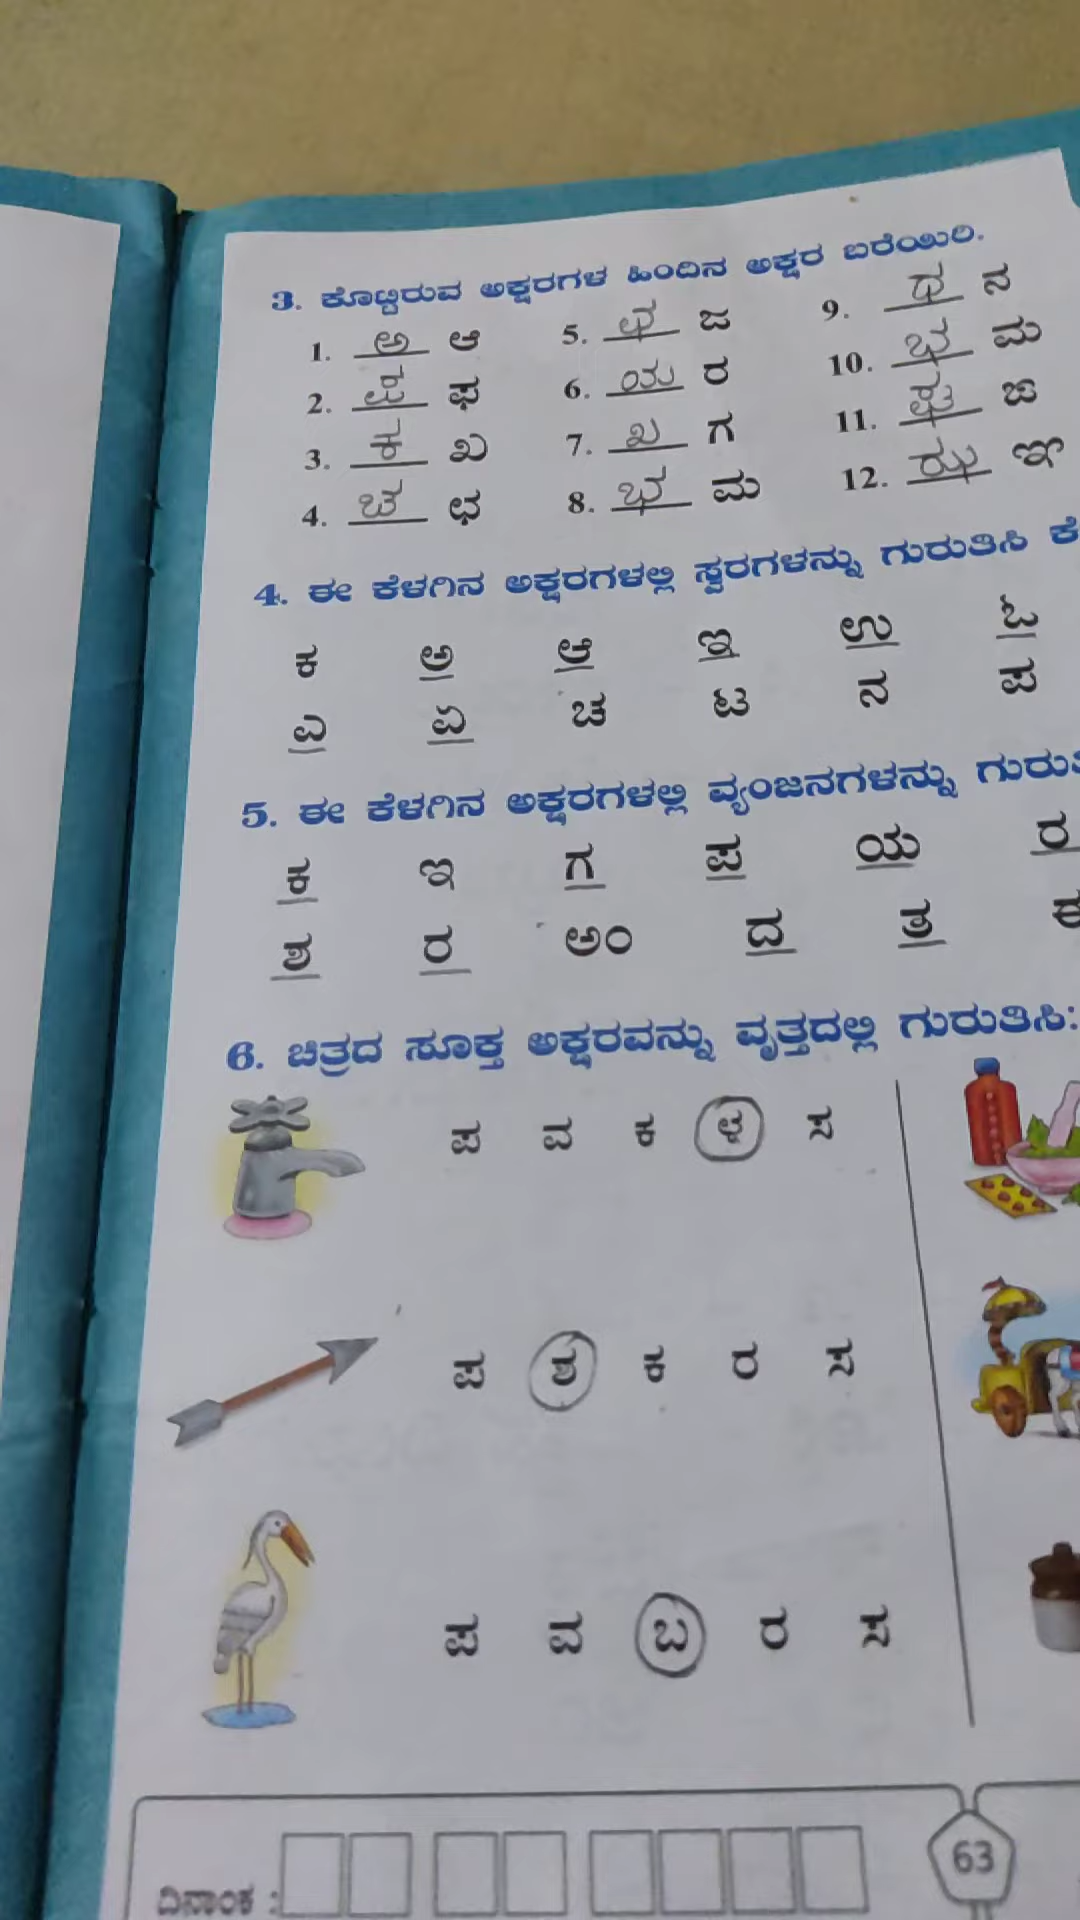 3. ಕೊಟ್ಟಿರುವ ಅಕ್ಷರಗಳ ಹಿಂದಿನ ಅಕ್ಷರ ಬರೆಯಿರಿ.
1. ಅ ಆ 5. ಛ ಜ 9. ಧ ನ
2. ಪ ಫ 6. ಯ ರ 10. ಭ ಮ
3. ಕ ಖ 7. ಖ ಗ 11.
4. ಚ ಛ 8. ಭ ಮ 12. ಝ
4. ಈ ಕೆಳಗಿನ ಅಕ್ಷರಗಳಲ್ಲಿ ಸ್ವರಗಳನ್ನು ಗುರುತಿಸಿ
ಕ ಅ ಆ ಇ ಉ
ಎ ಏ ಚ ಟ ನ ಪ
5. ಈ ಕೆಳಗಿನ ಅಕ್ಷರಗಳಲ್ಲಿ ವ್ಯಂಜನಗಳನ್ನು
ಕ ಇ ಗ ಪ ಯ ರ
ಶ ರ ಅಂ ದ ಶ
6. ಚಿತ್ರದ ಸೂಕ್ತ ಅಕ್ಷರವನ್ನು ವೃತ್ತದಲ್ಲಿ ಗುರುತಿಸಿ:
ಪ ವ ಕ ಸ
ಪ ಕ ರ ಸ
ಪ ವ ಬ ರ ಸ
ದಿನಾಂಕ :
63